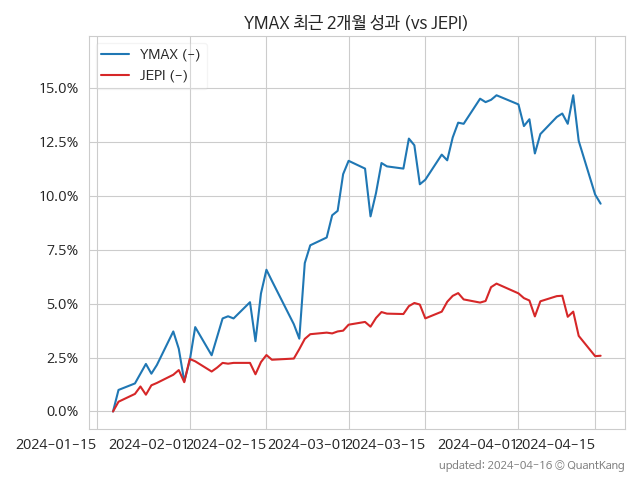 YMAX 최근 2개월 성과 (vs JEPI)
YMAX (-)
JEPI (-)
15.0%
12.5%
10.0%
7.5%
5.0%
2.5%
0.0%
2024-01-15 2024-02-01 2024-02-15 2024-03-01 2024-03-15 2024-04-01 2024-04-15
updated: 2024-04-16 © QuantKang